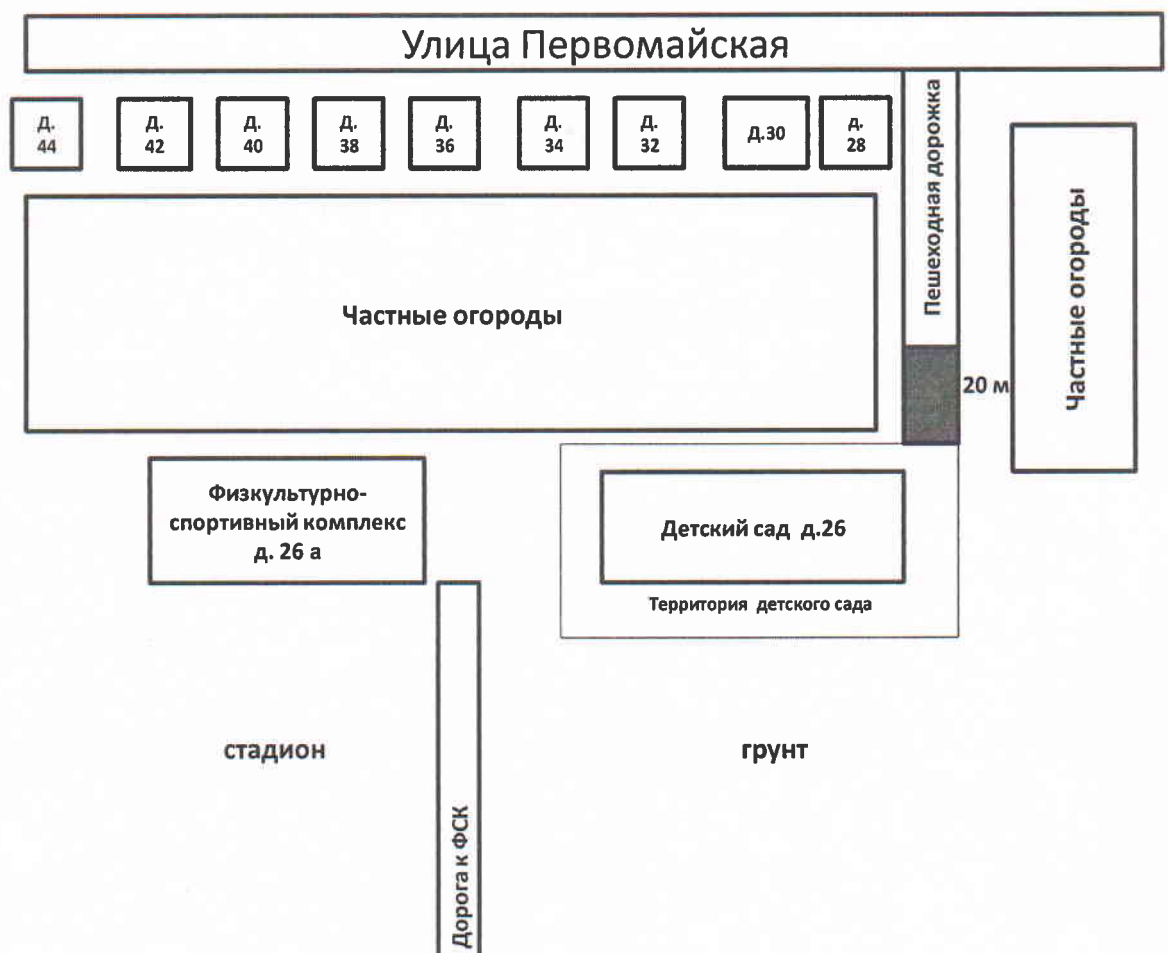 Улица Первомайская
Д.
44
Д.
42
Д.
40
Д.
38
Д.
36
Д.
34
Д.
32
Д.30
Д.
28
Пешеходная дорожка
Частные огороды
Частные огороды
20 м
Физкультурно-
спортивный комплекс
д. 26 а
Детский сад д.26
Территория детского сада
стадион
грунт
Дорога к ФСК